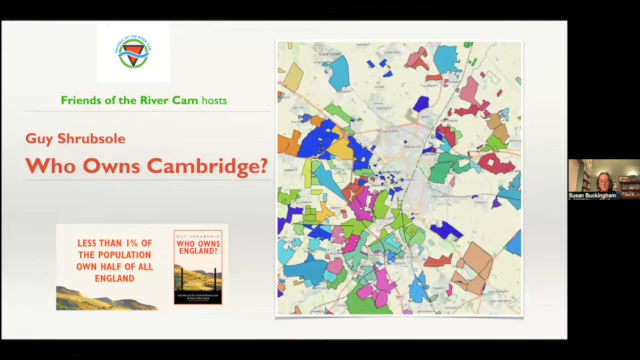 Friends of the River Cam hosts
Guy Shrubsole
Who Owns Cambridge?
LESS THAN 1% OF
THE POPULATION
OWN HALF OF ALL
ENGLAND
GUY SHRUBSOLE
WHO OWNS
ENGLAND?
Susan Buckingham